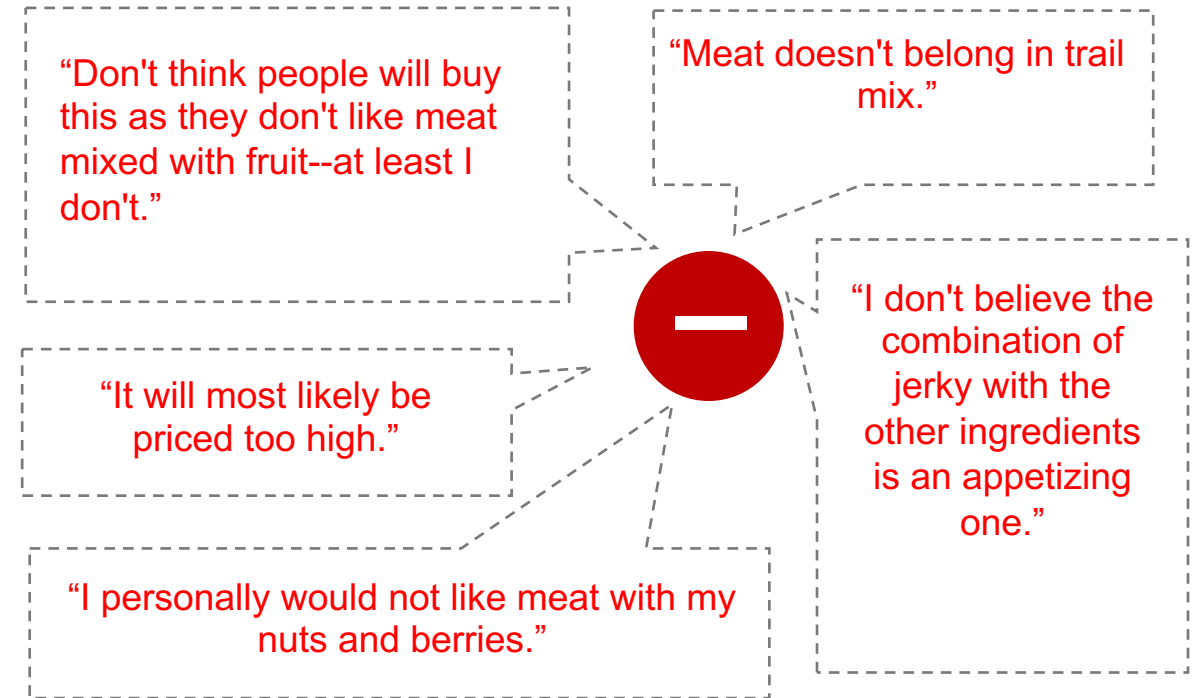 “Don't think people will buy
this as they don't like meat
mixed with fruit--at least I
don't.”
“Meat doesn't belong in trail
mix.”
“I don't believe the
combination of
jerky with the
other ingredients
is an appetizing
one.”
“It will most likely be
priced too high.”
“I personally would not like meat with my
nuts and berries.”